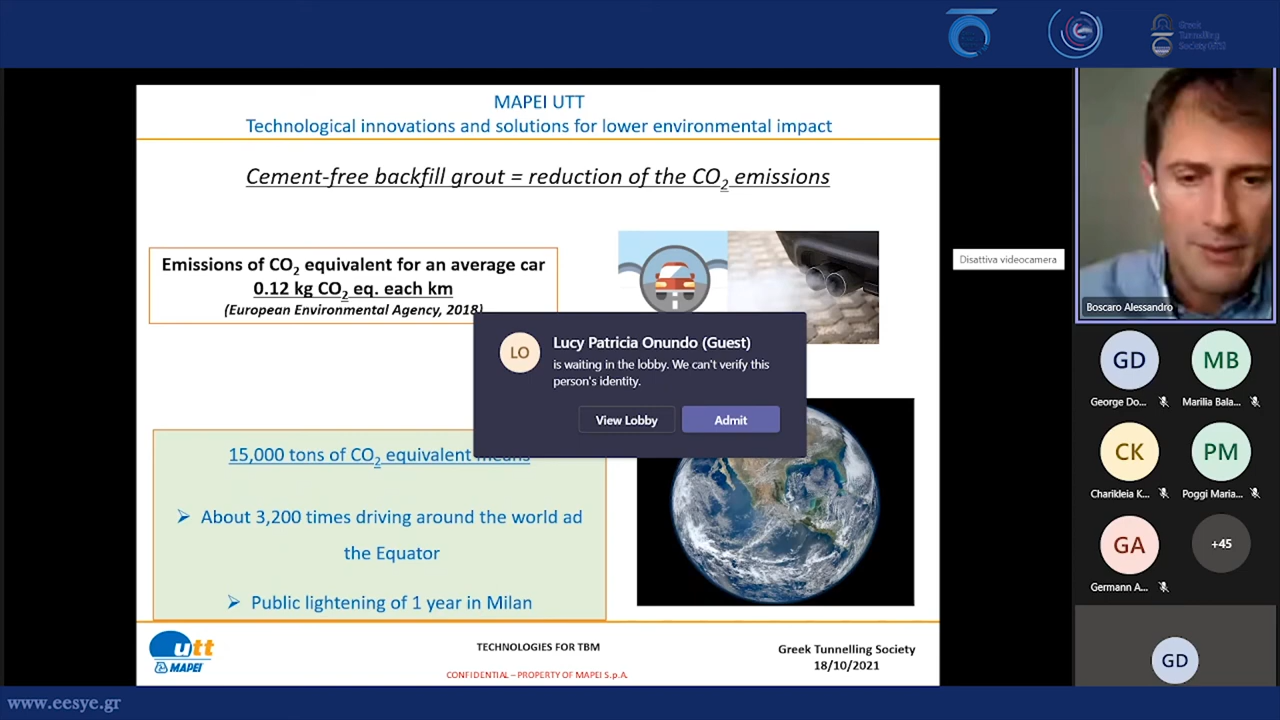 Greek
Tunnelling
Society (GTS)
MAPEI UTT
Technological innovations and solutions for lower environmental impact
Cement-free backfill grout = reduction of the CO2 emissions
Emissions of CO2 equivalent for an average car
0.12 kg CO2 eq. each km
(European Environmental Agency, 2018)
Disattiva videocamera
Boscaro Alessandro
LO
Lucy Patricia Onundo (Guest)
is waiting in the lobby. We can't verify this
person's identity.
View Lobby
Admit
15,000 tons of CO2 equivalent means
➢ About 3,200 times driving around the world ad
the Equator
➢ Public lightening of 1 year in Milan
GD
MB
George Do...
Marilia Bala...
CK
PM
Charikleia K...
Poggi Maria...
GA
+45
Germann A...
GD
utt
MAPEI
TECHNOLOGIES FOR TBM
CONFIDENTIAL – PROPERTY OF MAPEI S.p.A.
Greek Tunnelling Society
18/10/2021
www.eesye.gr